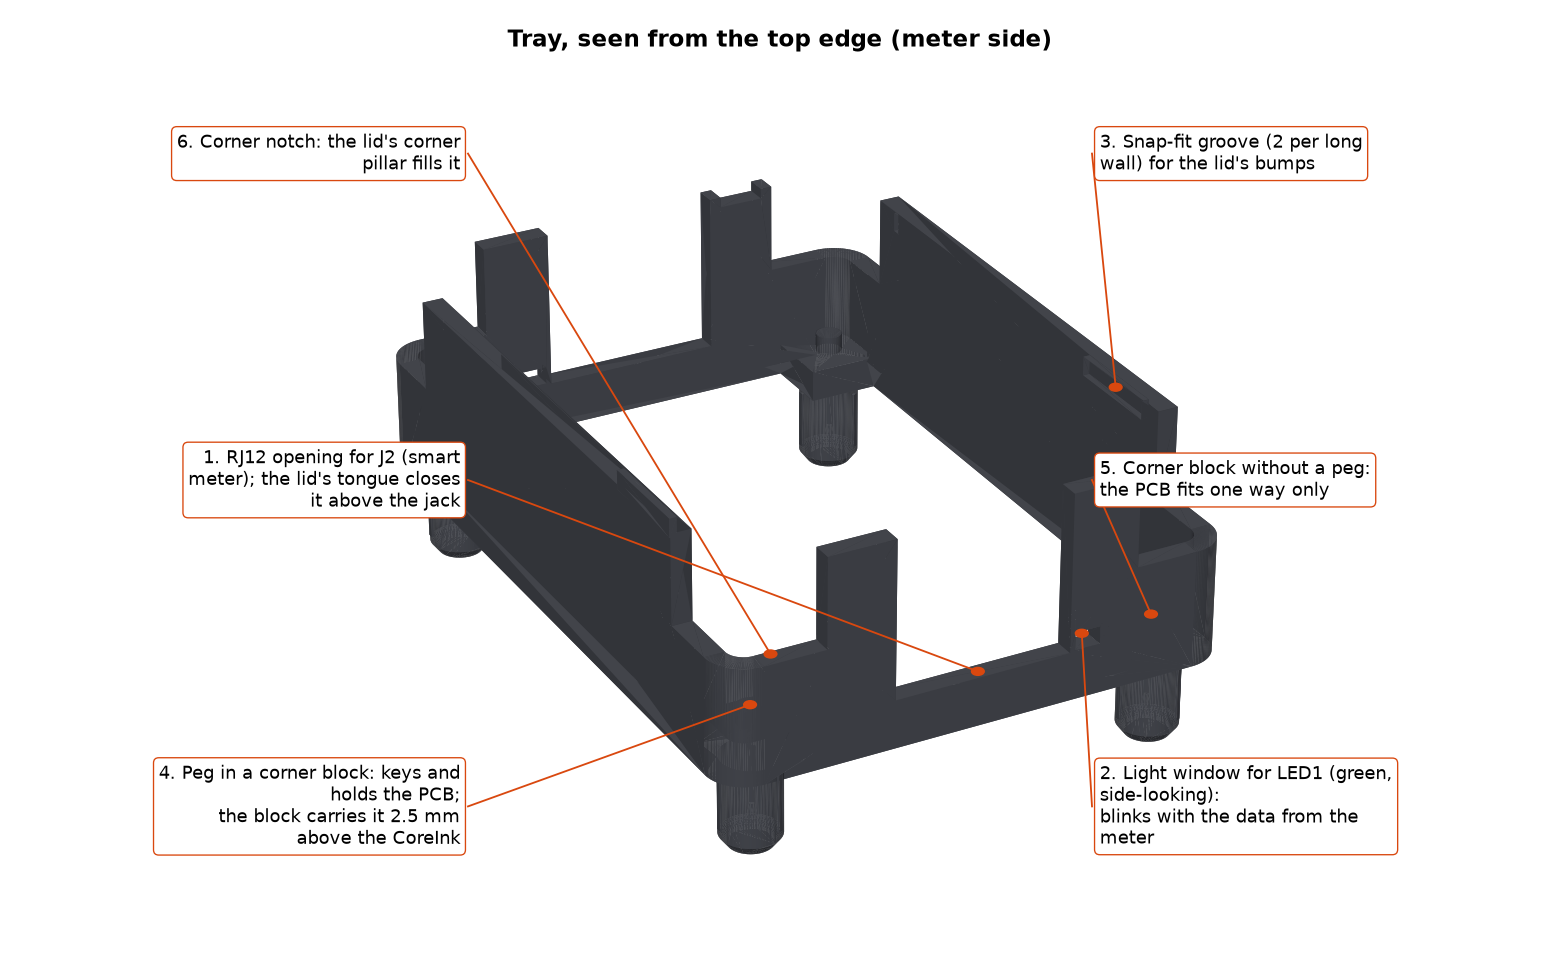 Tray, seen from the top edge (meter side)
6. Corner notch: the lid's corner
pillar fills it
3. Snap-fit groove (2 per long
wall) for the lid's bumps
1. RJ12 opening for J2 (smart
meter); the lid's tongue closes
it above the jack
5. Corner block without a peg:
the PCB fits one way only
4. Peg in a corner block: keys and
holds the PCB;
the block carries it 2.5 mm
above the CoreInk
2. Light window for LED1 (green,
side-looking):
blinks with the data from the
meter